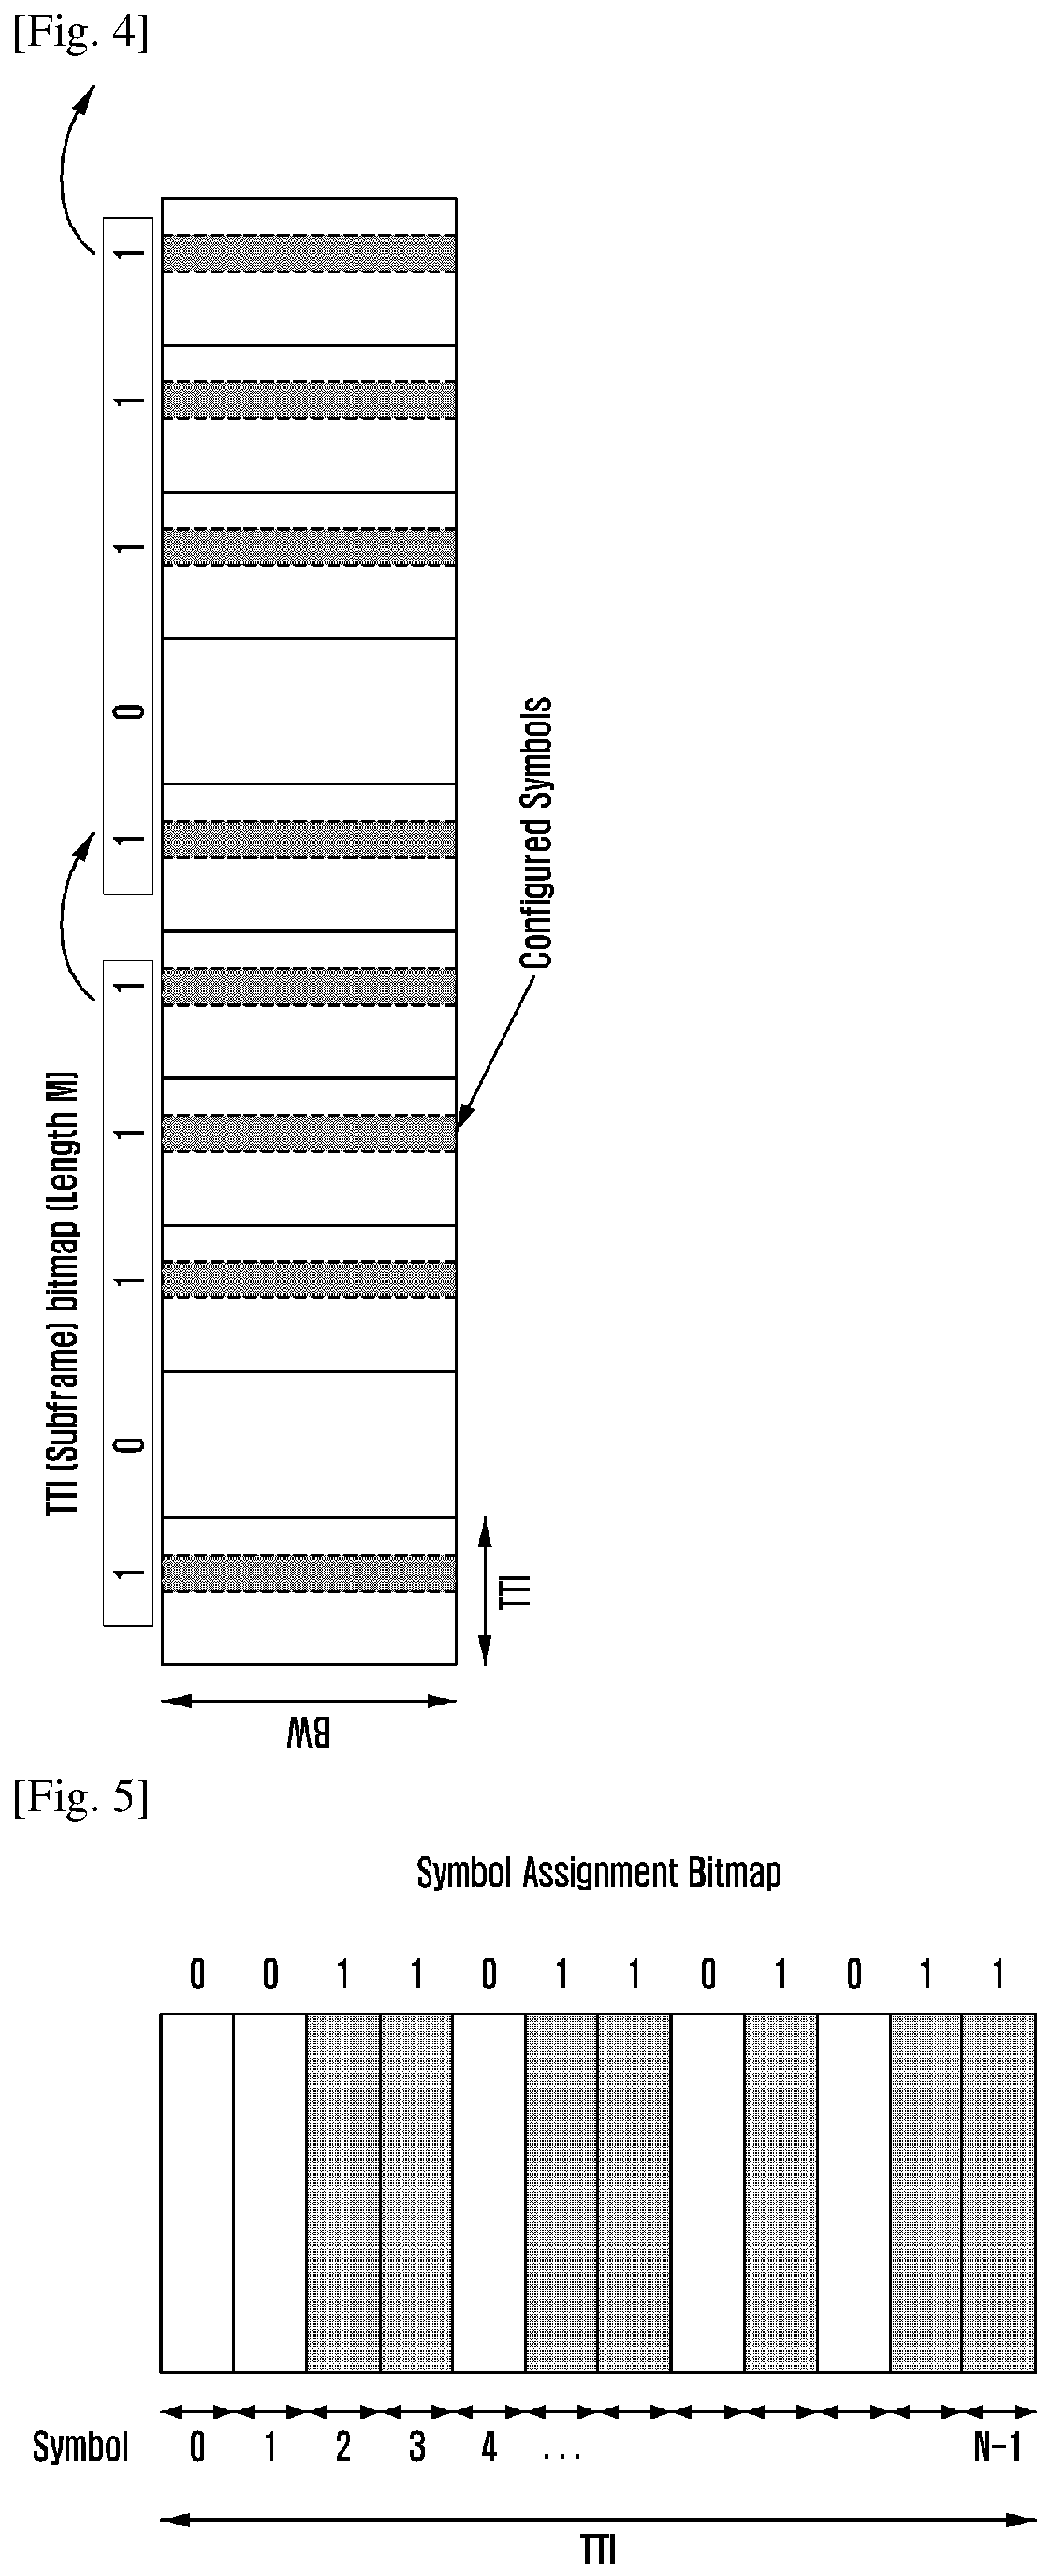 [Fig. 4]
TTI (Subframe) bitmap (Length M)
1 0 1 1 1
1 0 1 1 1
Configured Symbols
TTI
BW
[Fig. 5]
Symbol Assignment Bitmap
0 0 1 1 0 1 1 0 1 0 1 1
Symbol 0 1 2 3 4 ... N-1
TTI